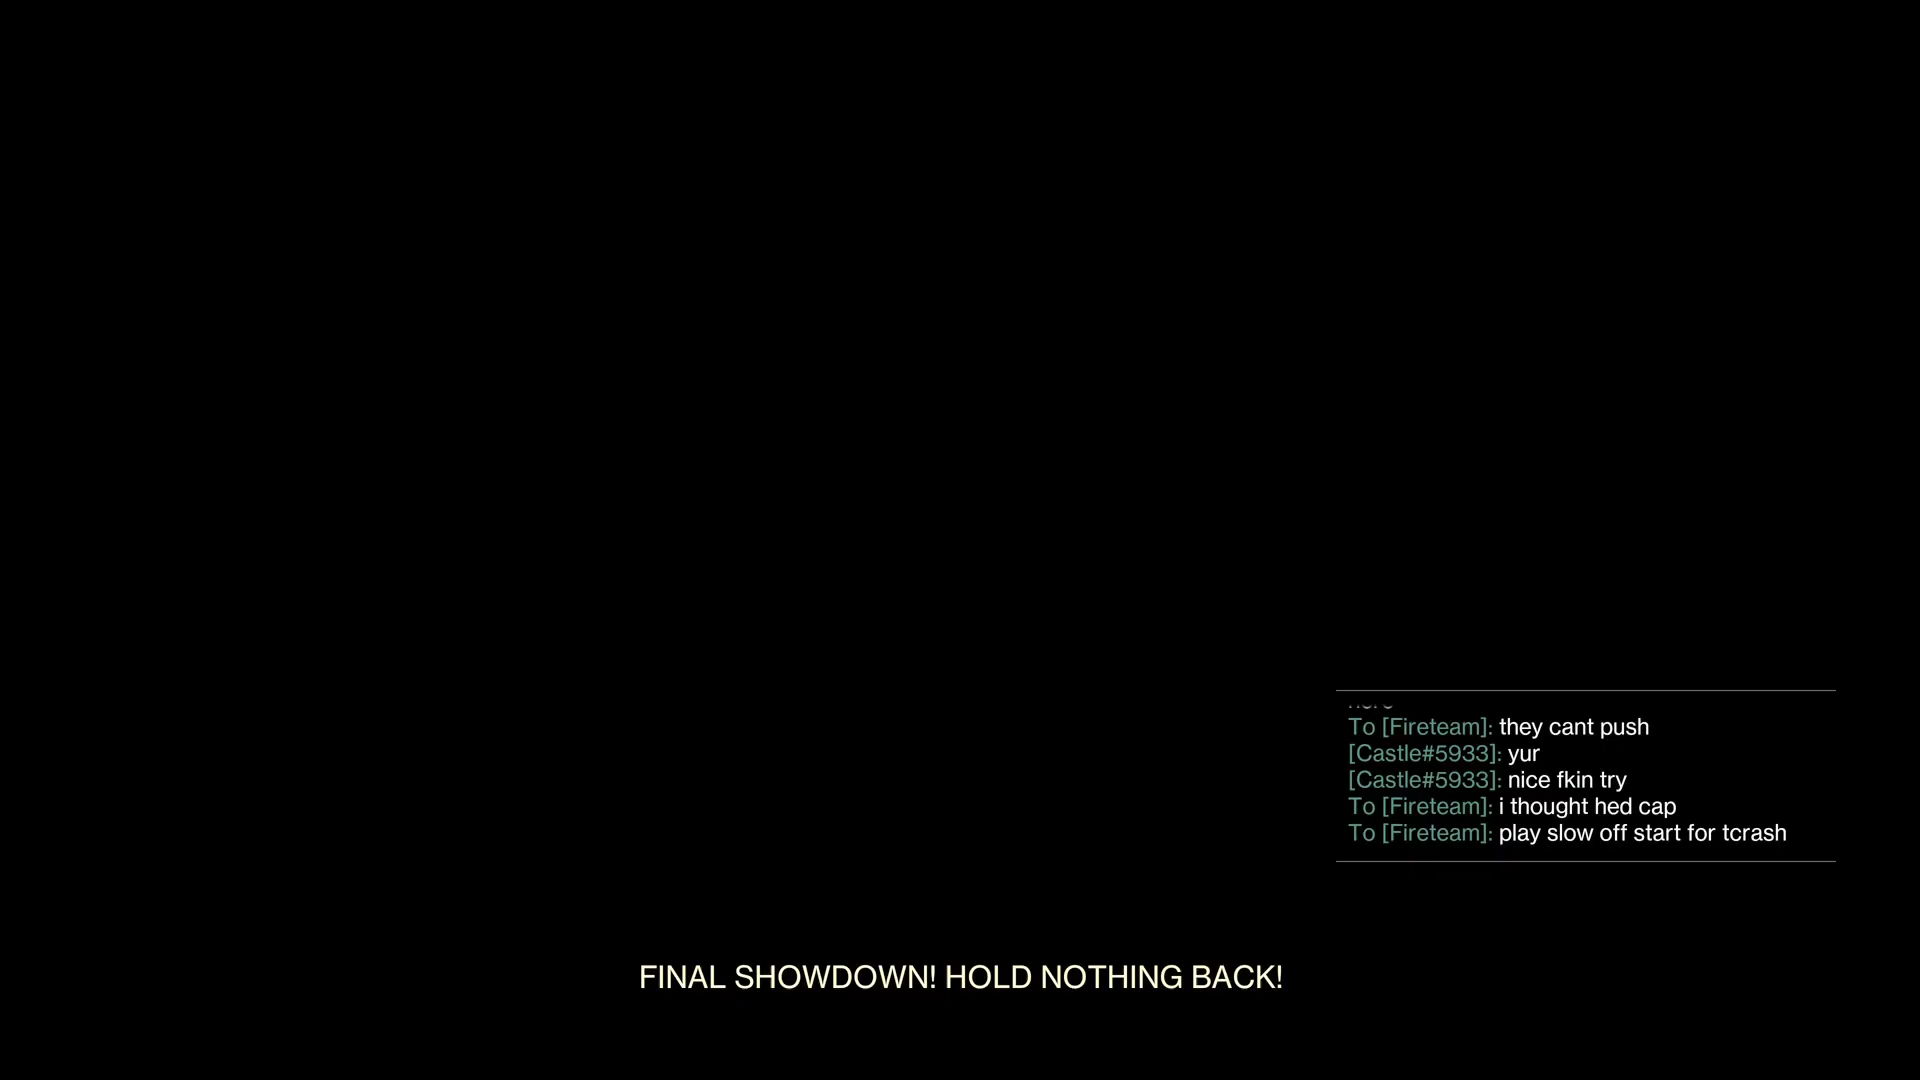 To [Fireteam]: they cant push
[Castle#5933]: yur
[Castle#5933]: nice fkin try
To [Fireteam]: i thought hed cap
To [Fireteam]: play slow off start for tcrash
FINAL SHOWDOWN! HOLD NOTHING BACK!